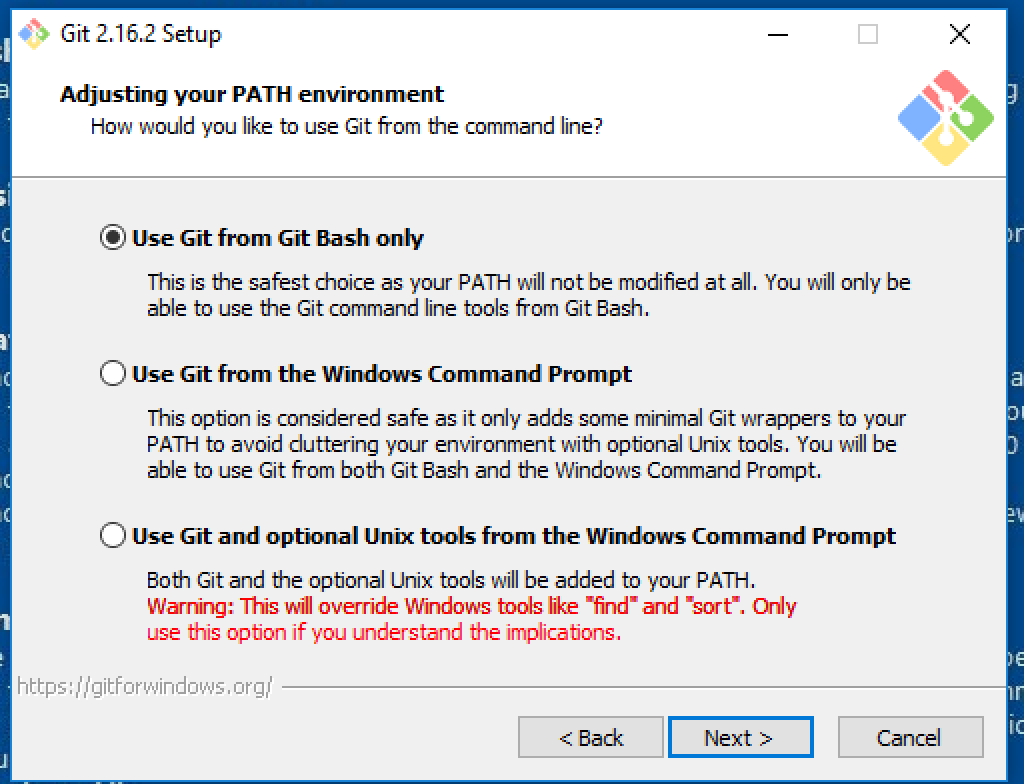 Git 2.16.2 Setup
Adjusting your PATH environment
How would you like to use Git from the command line?
Use Git from Git Bash only
This is the safest choice as your PATH will not be modified at all. You will only be
able to use the Git command line tools from Git Bash.
Use Git from the Windows Command Prompt
This option is considered safe as it only adds some minimal Git wrappers to your
PATH to avoid cluttering your environment with optional Unix tools. You will be
able to use Git from both Git Bash and the Windows Command Prompt.
Use Git and optional Unix tools from the Windows Command Prompt
Both Git and the optional Unix tools will be added to your PATH.
Warning: This will override Windows tools like "find" and "sort". Only
use this option if you understand the implications.
https://gitforwindows.org/
< Back
Next >
Cancel